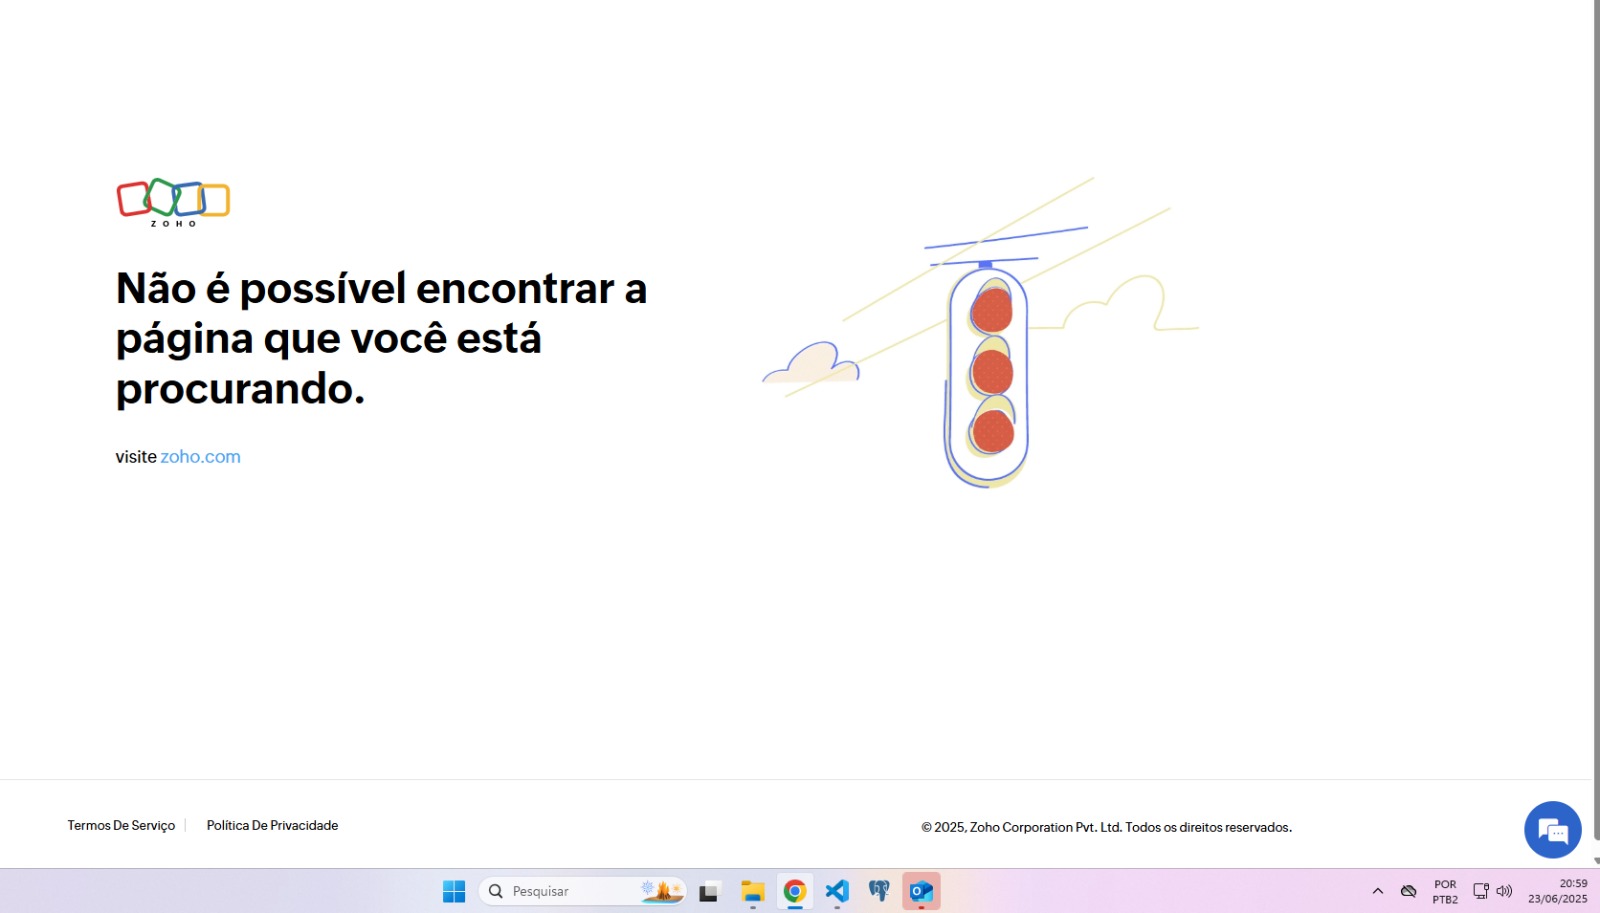 ZOHO
Não é possível encontrar a
página que você está
procurando.
visite zoho.com
Termos De Serviço
Política De Privacidade
© 2025, Zoho Corporation Pvt. Ltd. Todos os direitos reservados.
Pesquisar
POR
PTB2
20:59
23/06/2025